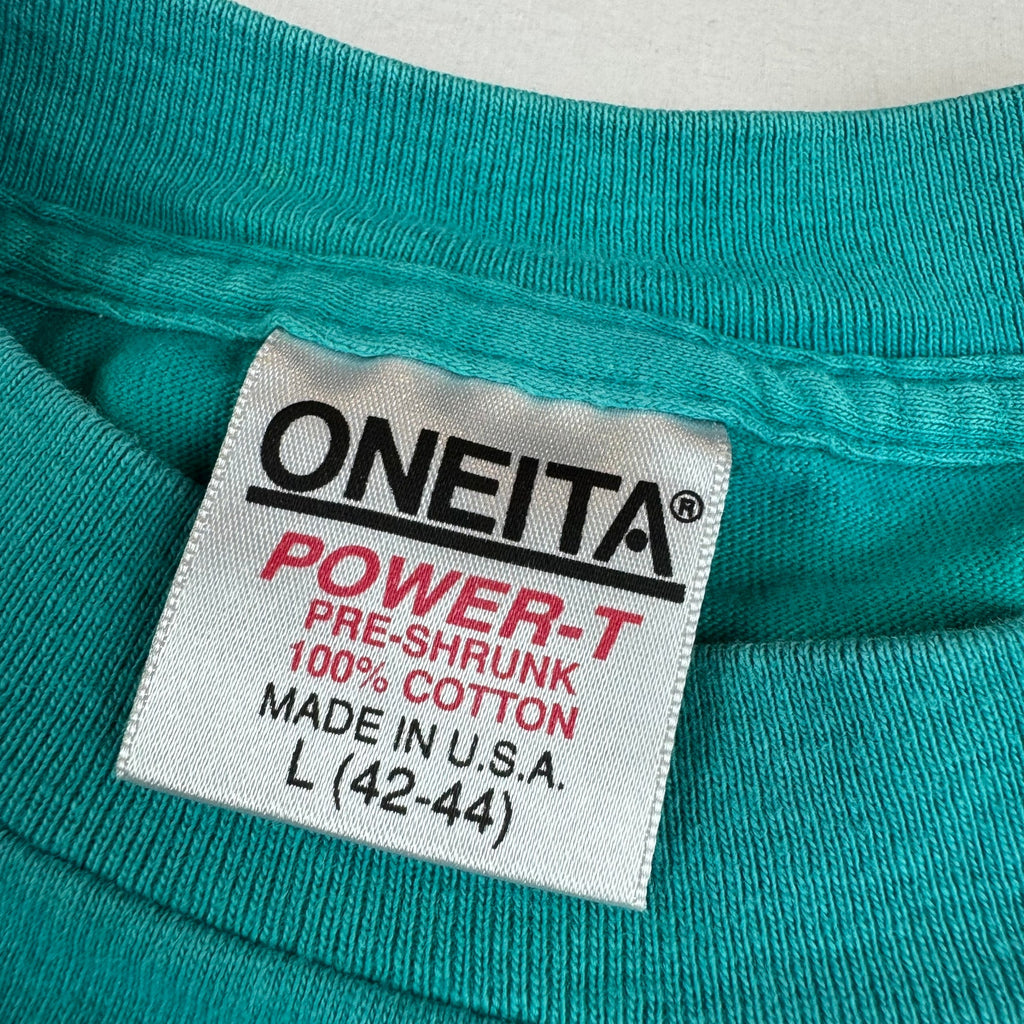 ONEITA®
POWER-T
PRE-SHRUNK
100% COTTON
MADE IN U.S.A.
L (42-44)